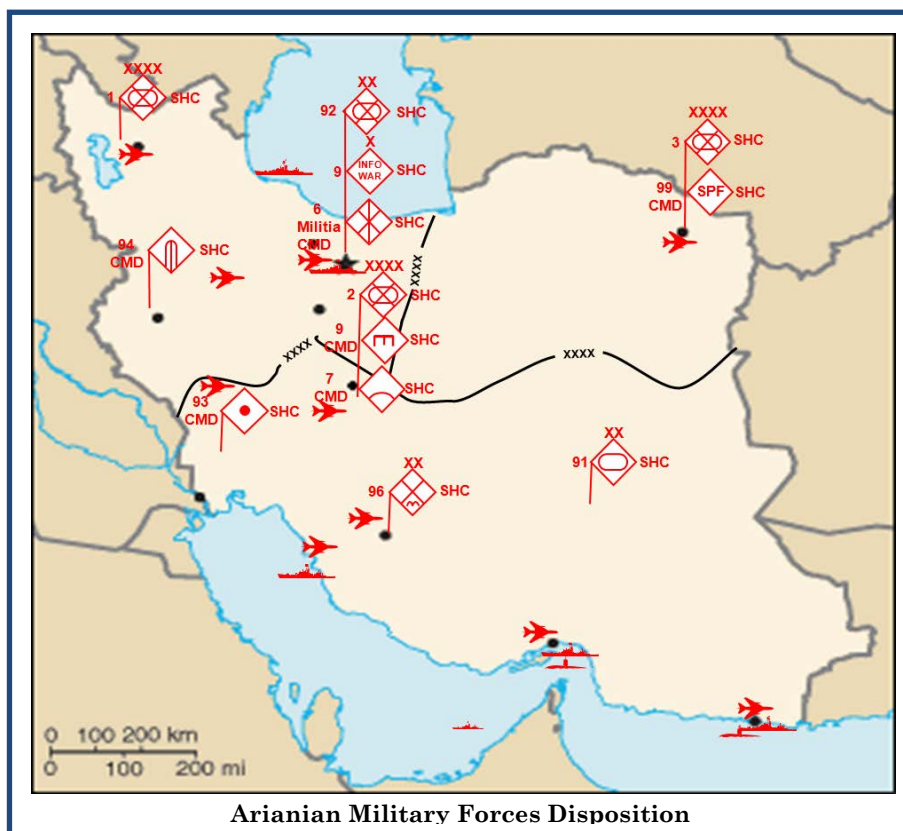 XXXX
1 SHC
XX
92 SHC
X
9 INFO WAR SHC
6 Militia CMD SHC
XXXX
3 SHC
99 CMD SPF SHC
94 CMD SHC
XXXX
2 SHC
XXXX
9 CMD SHC
XXXX
XXXX
7 CMD SHC
93 CMD SHC
XX
96 SHC
XX
91 SHC
0 100 200 km
0 100 200 mi
Arianian Military Forces Disposition